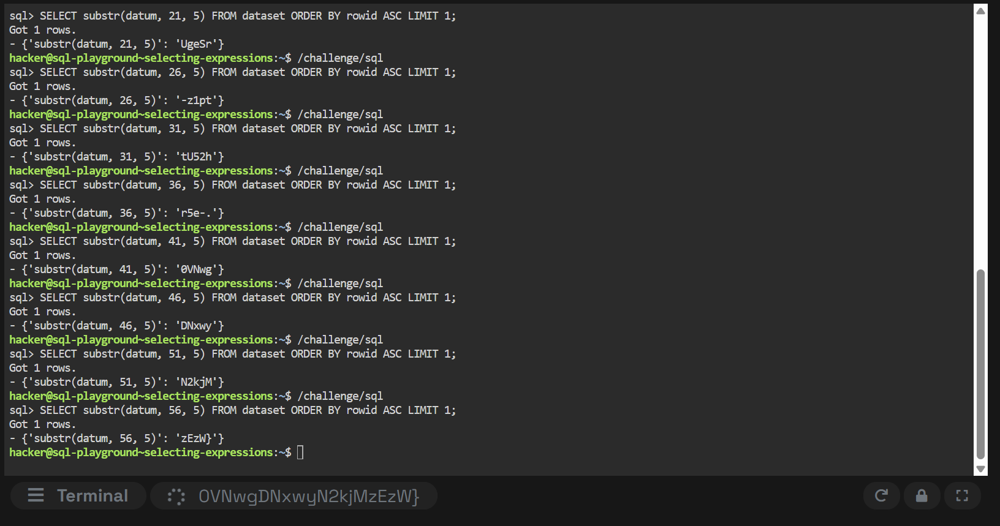 sql> SELECT substr(datum, 21, 5) FROM dataset ORDER BY rowid ASC LIMIT 1;
Got 1 rows.
- {'substr(datum, 21, 5)': 'UgeSr'}
hacker@sql-playground~selecting-expressions:~$ /challenge/sql
sql> SELECT substr(datum, 26, 5) FROM dataset ORDER BY rowid ASC LIMIT 1;
Got 1 rows.
- {'substr(datum, 26, 5)': '-z1pt'}
hacker@sql-playground~selecting-expressions:~$ /challenge/sql
sql> SELECT substr(datum, 31, 5) FROM dataset ORDER BY rowid ASC LIMIT 1;
Got 1 rows.
- {'substr(datum, 31, 5)': 'tU52h'}
hacker@sql-playground~selecting-expressions:~$ /challenge/sql
sql> SELECT substr(datum, 36, 5) FROM dataset ORDER BY rowid ASC LIMIT 1;
Got 1 rows.
- {'substr(datum, 36, 5)': 'r5e-.'}
hacker@sql-playground~selecting-expressions:~$ /challenge/sql
sql> SELECT substr(datum, 41, 5) FROM dataset ORDER BY rowid ASC LIMIT 1;
Got 1 rows.
- {'substr(datum, 41, 5)': '0VNwg'}
hacker@sql-playground~selecting-expressions:~$ /challenge/sql
sql> SELECT substr(datum, 46, 5) FROM dataset ORDER BY rowid ASC LIMIT 1;
Got 1 rows.
- {'substr(datum, 46, 5)': 'DNxwy'}
hacker@sql-playground~selecting-expressions:~$ /challenge/sql
sql> SELECT substr(datum, 51, 5) FROM dataset ORDER BY rowid ASC LIMIT 1;
Got 1 rows.
- {'substr(datum, 51, 5)': 'N2kjM'}
hacker@sql-playground~selecting-expressions:~$ /challenge/sql
sql> SELECT substr(datum, 56, 5) FROM dataset ORDER BY rowid ASC LIMIT 1;
Got 1 rows.
- {'substr(datum, 56, 5)': 'zEzW}'}
hacker@sql-playground~selecting-expressions:~$
Terminal
0VNwgDNxwyN2kjMzEzW}